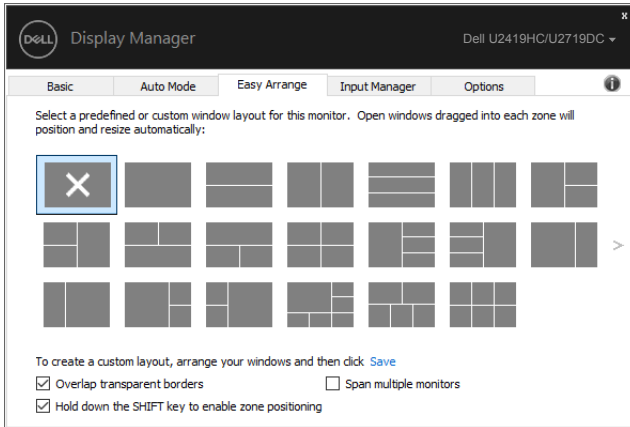 x
DELL Display Manager Dell U2419HC/U2719DC
Basic Auto Mode Easy Arrange Input Manager Options
Select a predefined or custom window layout for this monitor. Open windows dragged into each zone will
position and resize automatically:
To create a custom layout, arrange your windows and then click Save
Overlap transparent borders Span multiple monitors
Hold down the SHIFT key to enable zone positioning